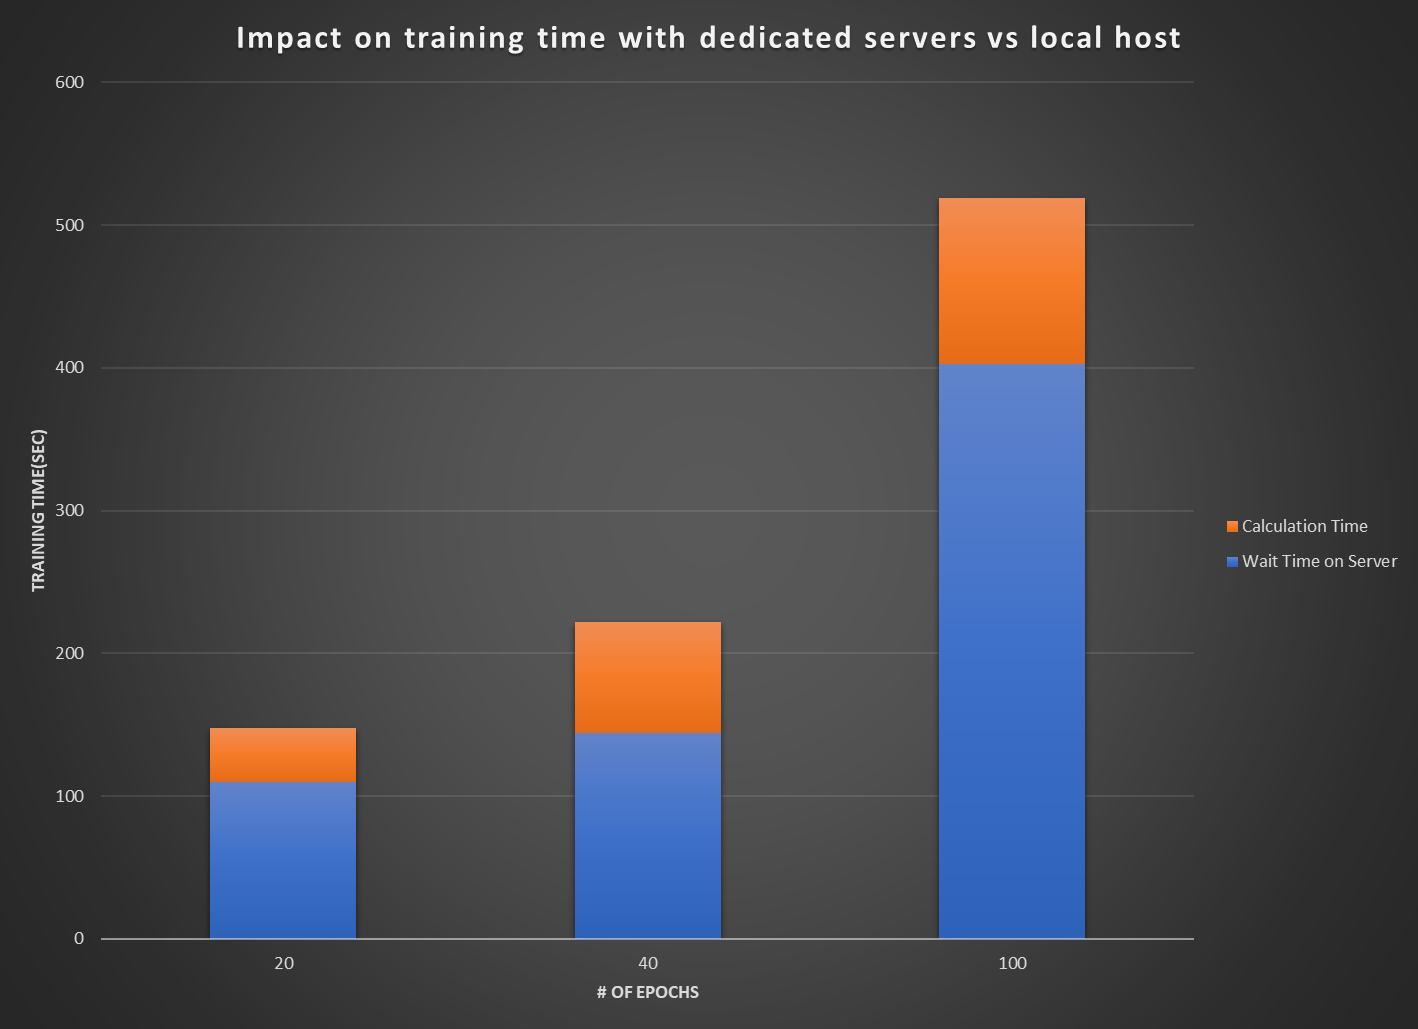 Impact on training time with dedicated servers vs local host
600
500
400
300
200
100
0
TRAINING TIME(SEC)
20
40
100
# OF EPOCHS
Calculation Time
Wait Time on Server